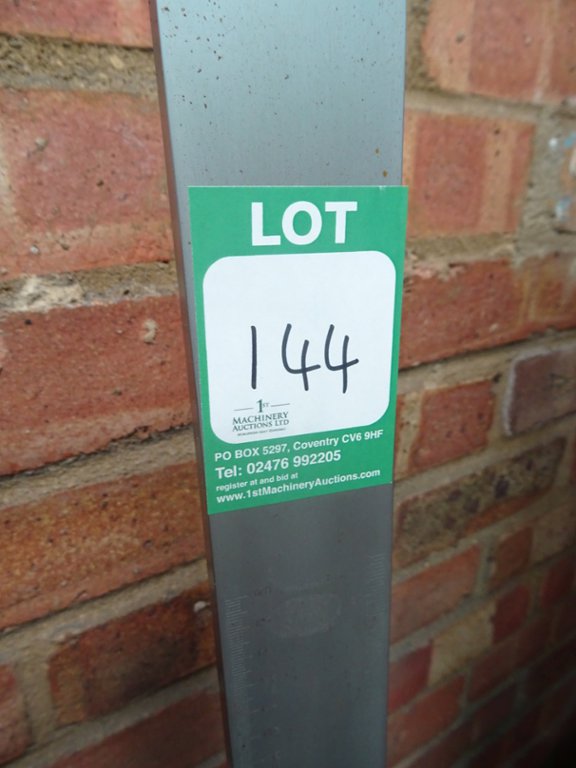 LOT
144
1ST
MACHINERY
AUCTIONS LTD
PO BOX 5297, Coventry CV6 9HF
Tel: 02476 992205
register at and bid at
www.1stMachineryAuctions.com